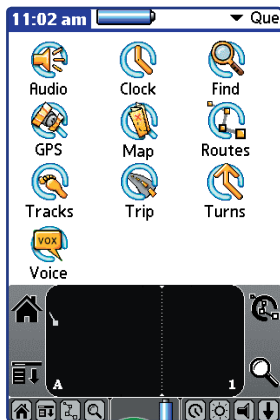 11:02 am Que
Audio Clock Find
GPS Map Routes
Tracks Trip Turns
VOX
Voice
A 1